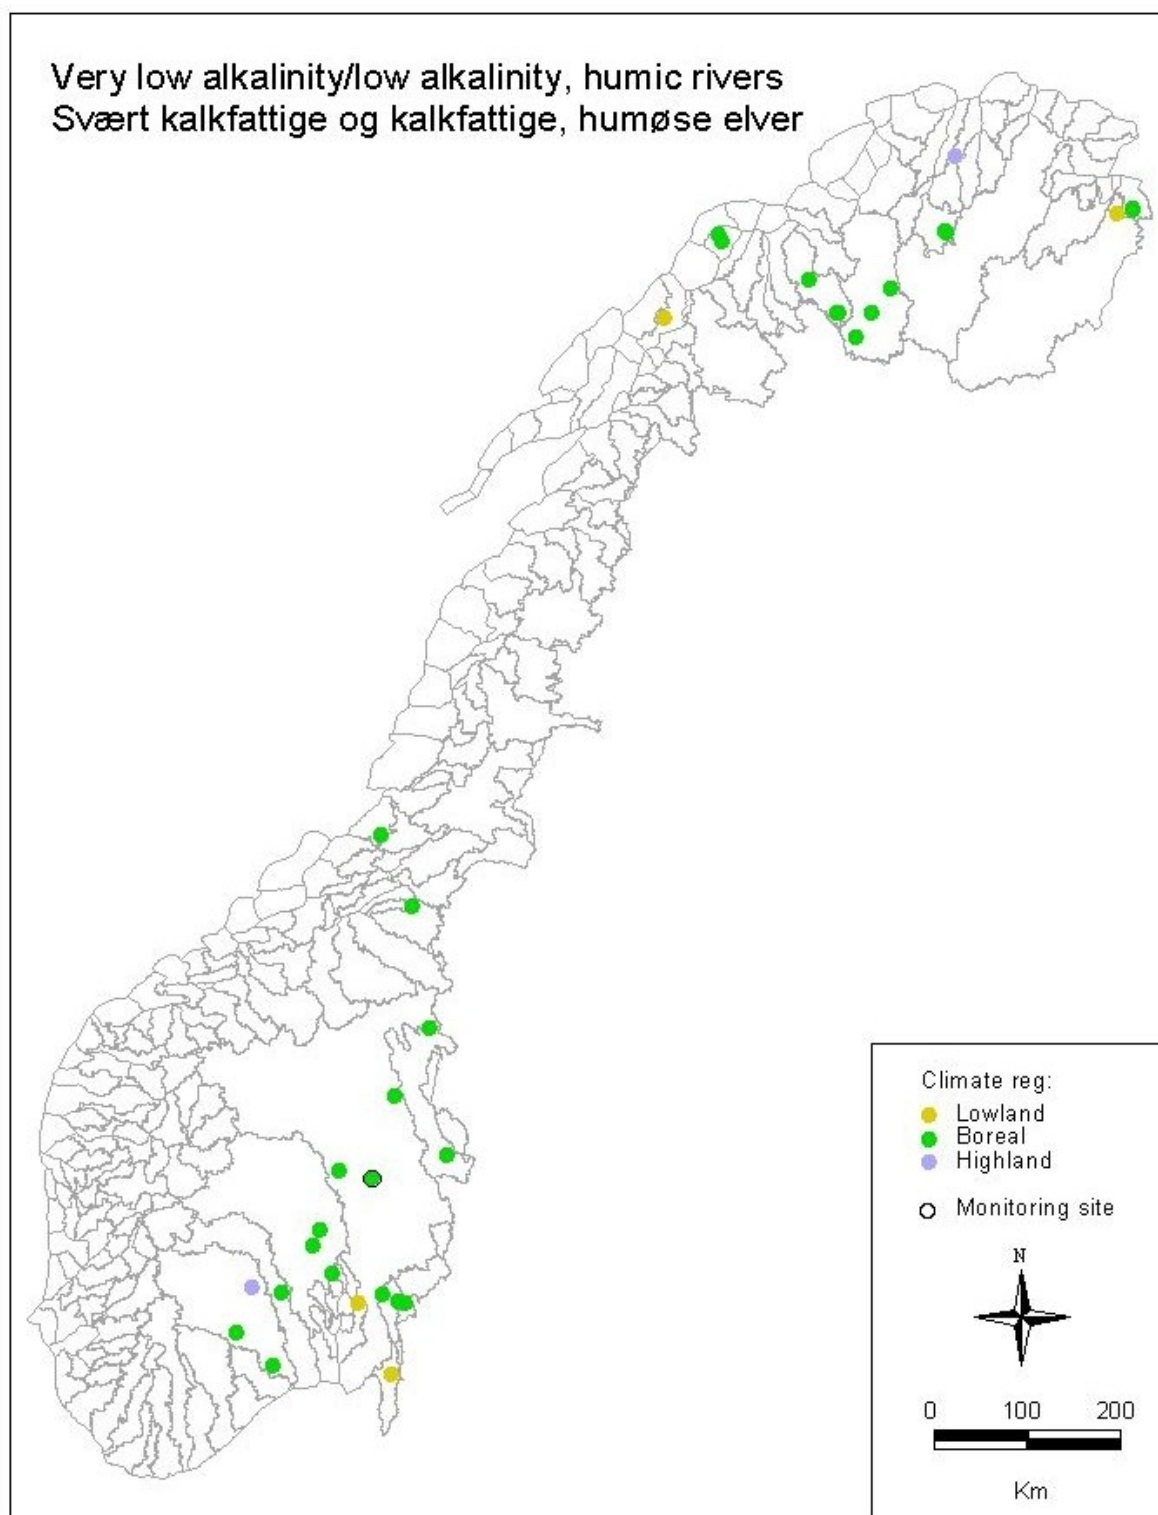 Very low alkalinity/low alkalinity, humic rivers
Svært kalkfattige og kalkfattige, humøse elver
Climate reg:
Lowland
Boreal
Highland
Monitoring site
N
0 100 200
Km